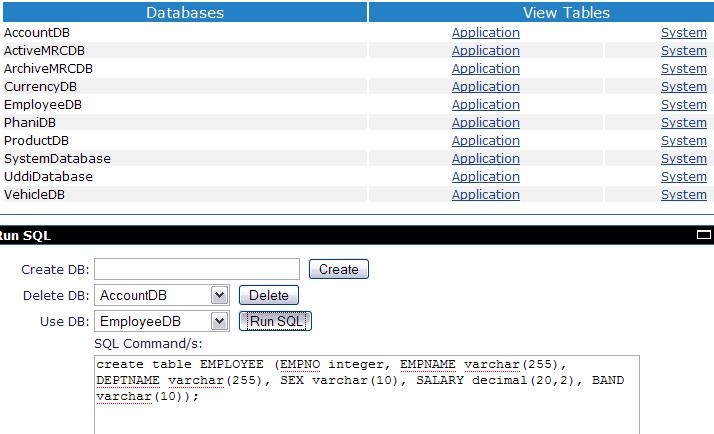 Databases View Tables
AccountDB Application System
ActiveMRCDB Application System
ArchiveMRCDB Application System
CurrencyDB Application System
EmployeeDB Application System
PhaniDB Application System
ProductDB Application System
SystemDatabase Application System
UddiDatabase Application System
VehicleDB Application System
Run SQL
Create DB: Create
Delete DB: AccountDB Delete
Use DB: EmployeeDB Run SQL
SQL Command/s:
create table EMPLOYEE (EMPNO integer, EMPNAME varchar(255),
DEPTNAME varchar(255), SEX varchar(10), SALARY decimal(20,2), BAND
varchar(10));